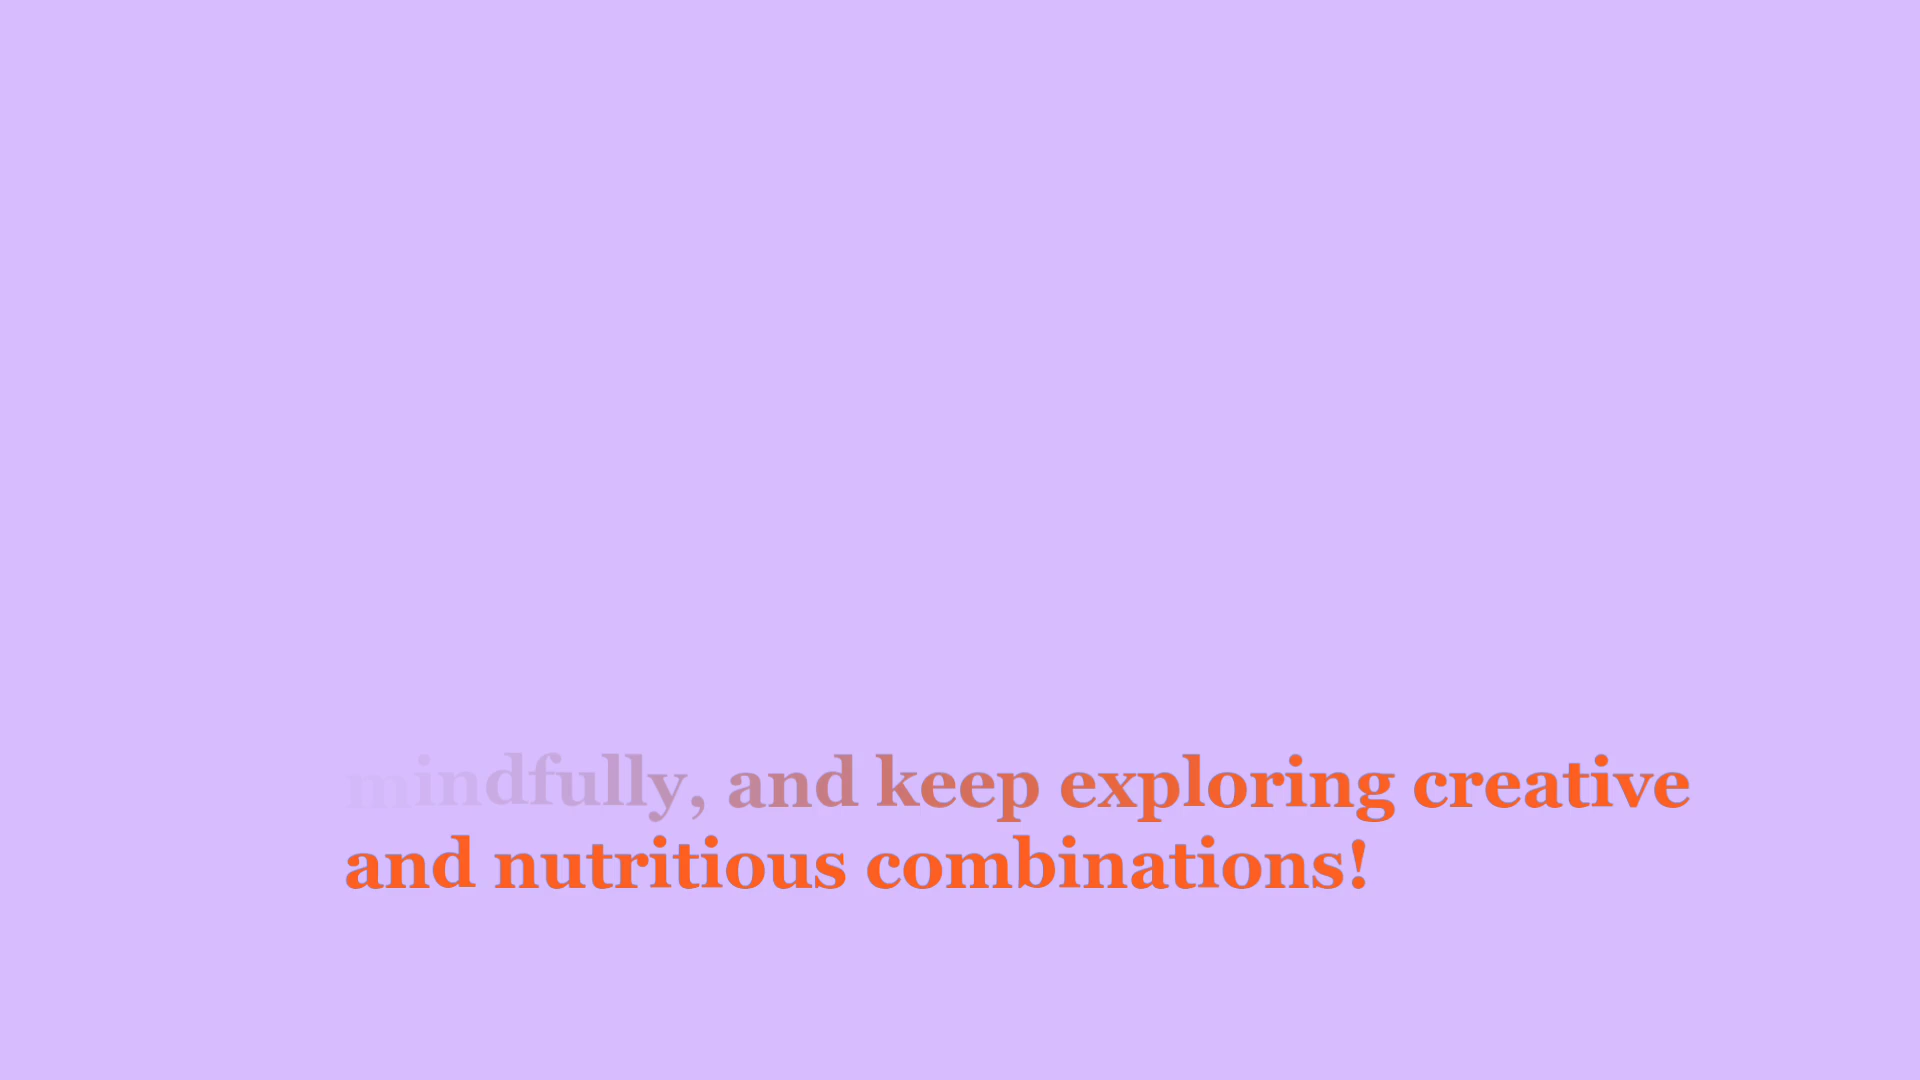 mindfully, and keep exploring creative
and nutritious combinations!